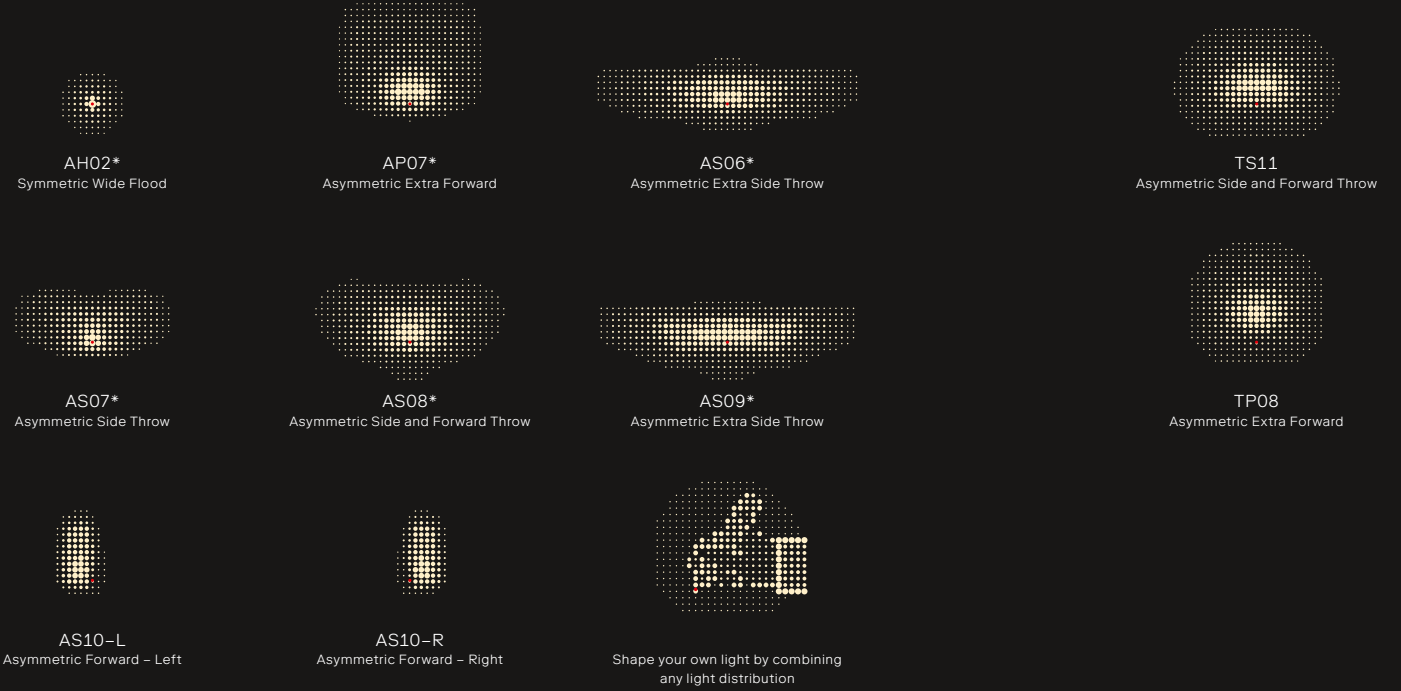 AH02*
Symmetric Wide Flood
AP07*
Asymmetric Extra Forward
AS06*
Asymmetric Extra Side Throw
TS11
Asymmetric Side and Forward Throw
AS07*
Asymmetric Side Throw
AS08*
Asymmetric Side and Forward Throw
AS09*
Asymmetric Extra Side Throw
TP08
Asymmetric Extra Forward
AS10–L
Asymmetric Forward – Left
AS10–R
Asymmetric Forward – Right
Shape your own light by combining
any light distribution